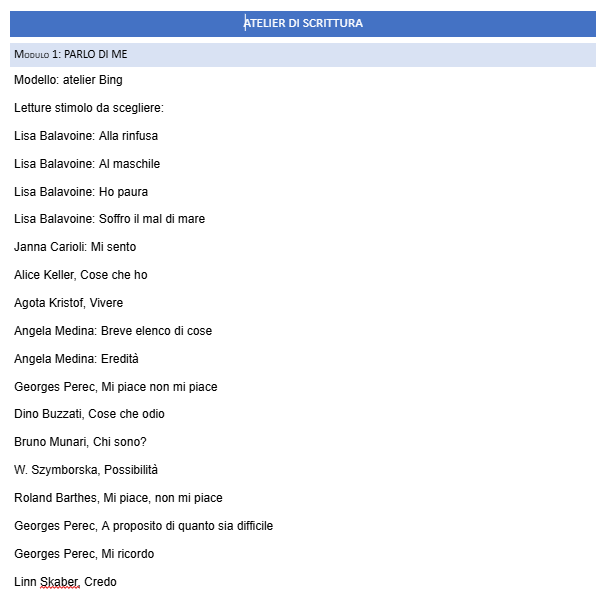 ATELIER DI SCRITTURA
Modulo 1: PARLO DI ME
Modello: atelier Bing
Letture stimolo da scegliere:
Lisa Balavoine: Alla rinfusa
Lisa Balavoine: Al maschile
Lisa Balavoine: Ho paura
Lisa Balavoine: Soffro il mal di mare
Janna Carioli: Mi sento
Alice Keller, Cose che ho
Agota Kristof, Vivere
Angela Medina: Breve elenco di cose
Angela Medina: Eredità
Georges Perec, Mi piace non mi piace
Dino Buzzati, Cose che odio
Bruno Munari, Chi sono?
W. Szymborska, Possibilità
Roland Barthes, Mi piace, non mi piace
Georges Perec, A proposito di quanto sia difficile
Georges Perec, Mi ricordo
Linn Skaber, Credo